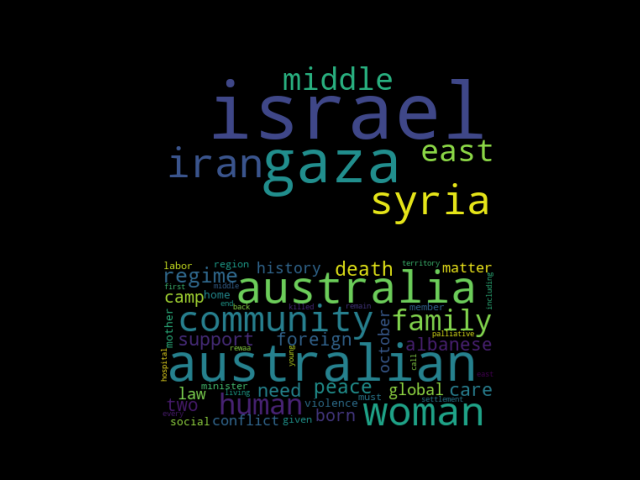 middle
israel
iran gaza east
syria
labor region history death territory matter
regime australia including
first middle
camp home
end back killed remain member
mother community october family
support foreign albanese palliative
hospital rewaa young call
australian east
minister living need peace global care
law must settlement
two human violence born woman
every
social conflict given